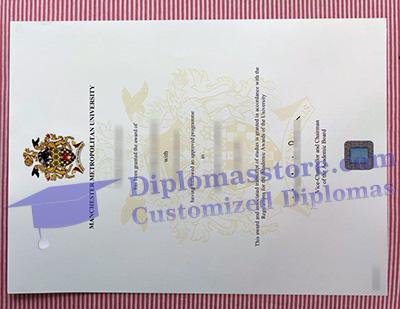 MANCHESTER METROPOLITAN UNIVERSITY
has been granted the award of
with
having followed an approved programme
in
This award and associated transcript of studies is granted in accordance with the
Regulations for the Academic Awards of the University
Vice-Chancellor and Chairman
of the Academic Board
Diplomasstore.com
Customized Diplomas